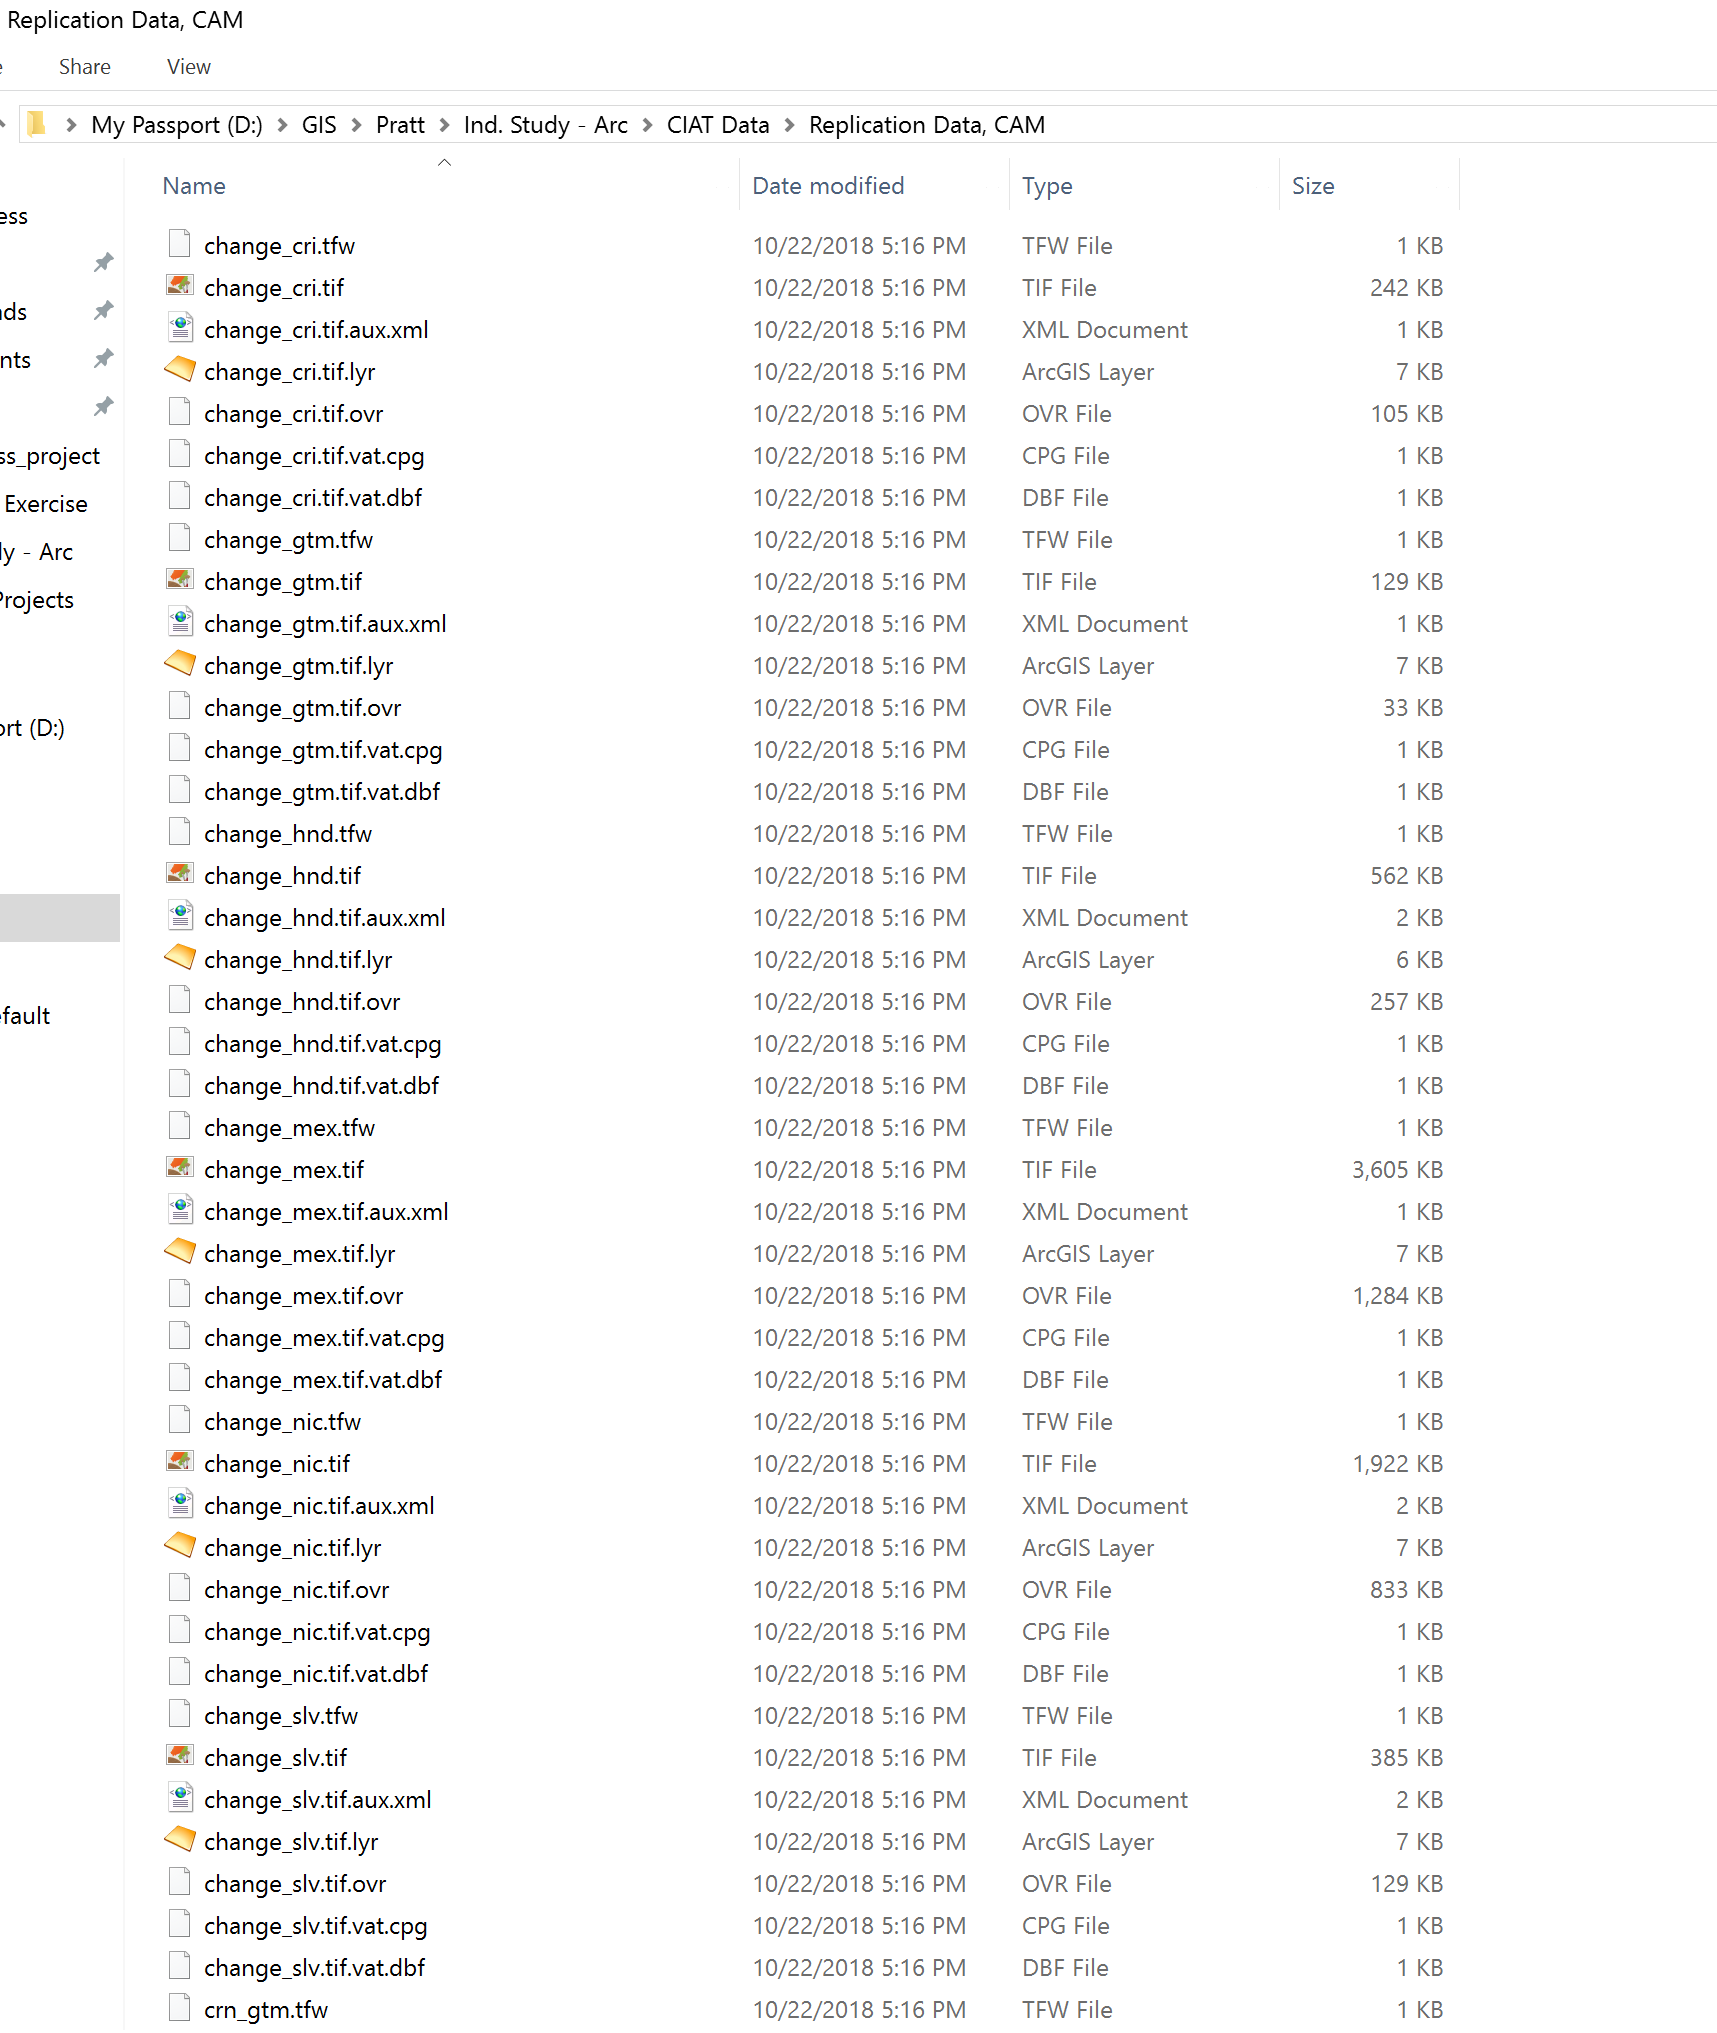 Replication Data, CAM
Share View
My Passport (D:) > GIS > Pratt > Ind. Study - Arc > CIAT Data > Replication Data, CAM
Name Date modified Type Size
change_cri.tfw 10/22/2018 5:16 PM TFW File 1 KB
change_cri.tif 10/22/2018 5:16 PM TIF File 242 KB
change_cri.tif.aux.xml 10/22/2018 5:16 PM XML Document 1 KB
change_cri.tif.lyr 10/22/2018 5:16 PM ArcGIS Layer 7 KB
change_cri.tif.ovr 10/22/2018 5:16 PM OVR File 105 KB
change_cri.tif.vat.cpg 10/22/2018 5:16 PM CPG File 1 KB
change_cri.tif.vat.dbf 10/22/2018 5:16 PM DBF File 1 KB
change_gtm.tfw 10/22/2018 5:16 PM TFW File 1 KB
change_gtm.tif 10/22/2018 5:16 PM TIF File 129 KB
change_gtm.tif.aux.xml 10/22/2018 5:16 PM XML Document 1 KB
change_gtm.tif.lyr 10/22/2018 5:16 PM ArcGIS Layer 7 KB
change_gtm.tif.ovr 10/22/2018 5:16 PM OVR File 33 KB
change_gtm.tif.vat.cpg 10/22/2018 5:16 PM CPG File 1 KB
change_gtm.tif.vat.dbf 10/22/2018 5:16 PM DBF File 1 KB
change_hnd.tfw 10/22/2018 5:16 PM TFW File 1 KB
change_hnd.tif 10/22/2018 5:16 PM TIF File 562 KB
change_hnd.tif.aux.xml 10/22/2018 5:16 PM XML Document 2 KB
change_hnd.tif.lyr 10/22/2018 5:16 PM ArcGIS Layer 6 KB
change_hnd.tif.ovr 10/22/2018 5:16 PM OVR File 257 KB
change_hnd.tif.vat.cpg 10/22/2018 5:16 PM CPG File 1 KB
change_hnd.tif.vat.dbf 10/22/2018 5:16 PM DBF File 1 KB
change_mex.tfw 10/22/2018 5:16 PM TFW File 1 KB
change_mex.tif 10/22/2018 5:16 PM TIF File 3,605 KB
change_mex.tif.aux.xml 10/22/2018 5:16 PM XML Document 1 KB
change_mex.tif.lyr 10/22/2018 5:16 PM ArcGIS Layer 7 KB
change_mex.tif.ovr 10/22/2018 5:16 PM OVR File 1,284 KB
change_mex.tif.vat.cpg 10/22/2018 5:16 PM CPG File 1 KB
change_mex.tif.vat.dbf 10/22/2018 5:16 PM DBF File 1 KB
change_nic.tfw 10/22/2018 5:16 PM TFW File 1 KB
change_nic.tif 10/22/2018 5:16 PM TIF File 1,922 KB
change_nic.tif.aux.xml 10/22/2018 5:16 PM XML Document 2 KB
change_nic.tif.lyr 10/22/2018 5:16 PM ArcGIS Layer 7 KB
change_nic.tif.ovr 10/22/2018 5:16 PM OVR File 833 KB
change_nic.tif.vat.cpg 10/22/2018 5:16 PM CPG File 1 KB
change_nic.tif.vat.dbf 10/22/2018 5:16 PM DBF File 1 KB
change_slv.tfw 10/22/2018 5:16 PM TFW File 1 KB
change_slv.tif 10/22/2018 5:16 PM TIF File 385 KB
change_slv.tif.aux.xml 10/22/2018 5:16 PM XML Document 2 KB
change_slv.tif.lyr 10/22/2018 5:16 PM ArcGIS Layer 7 KB
change_slv.tif.ovr 10/22/2018 5:16 PM OVR File 129 KB
change_slv.tif.vat.cpg 10/22/2018 5:16 PM CPG File 1 KB
change_slv.tif.vat.dbf 10/22/2018 5:16 PM DBF File 1 KB
crn_gtm.tfw 10/22/2018 5:16 PM TFW File 1 KB
ess
ds
nts
ss_project
Exercise
ly - Arc
Projects
ort (D:)
efault